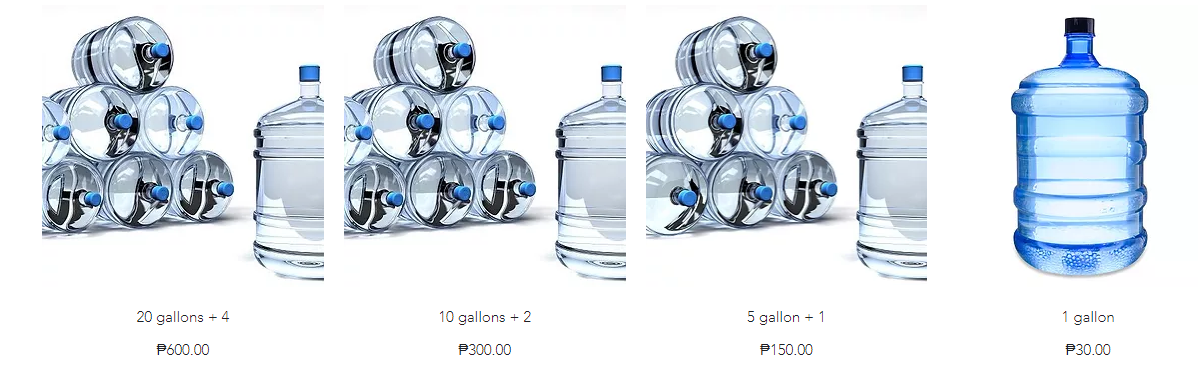 20 gallons + 4
₱600.00
10 gallons + 2
₱300.00
5 gallon + 1
₱150.00
1 gallon
₱30.00